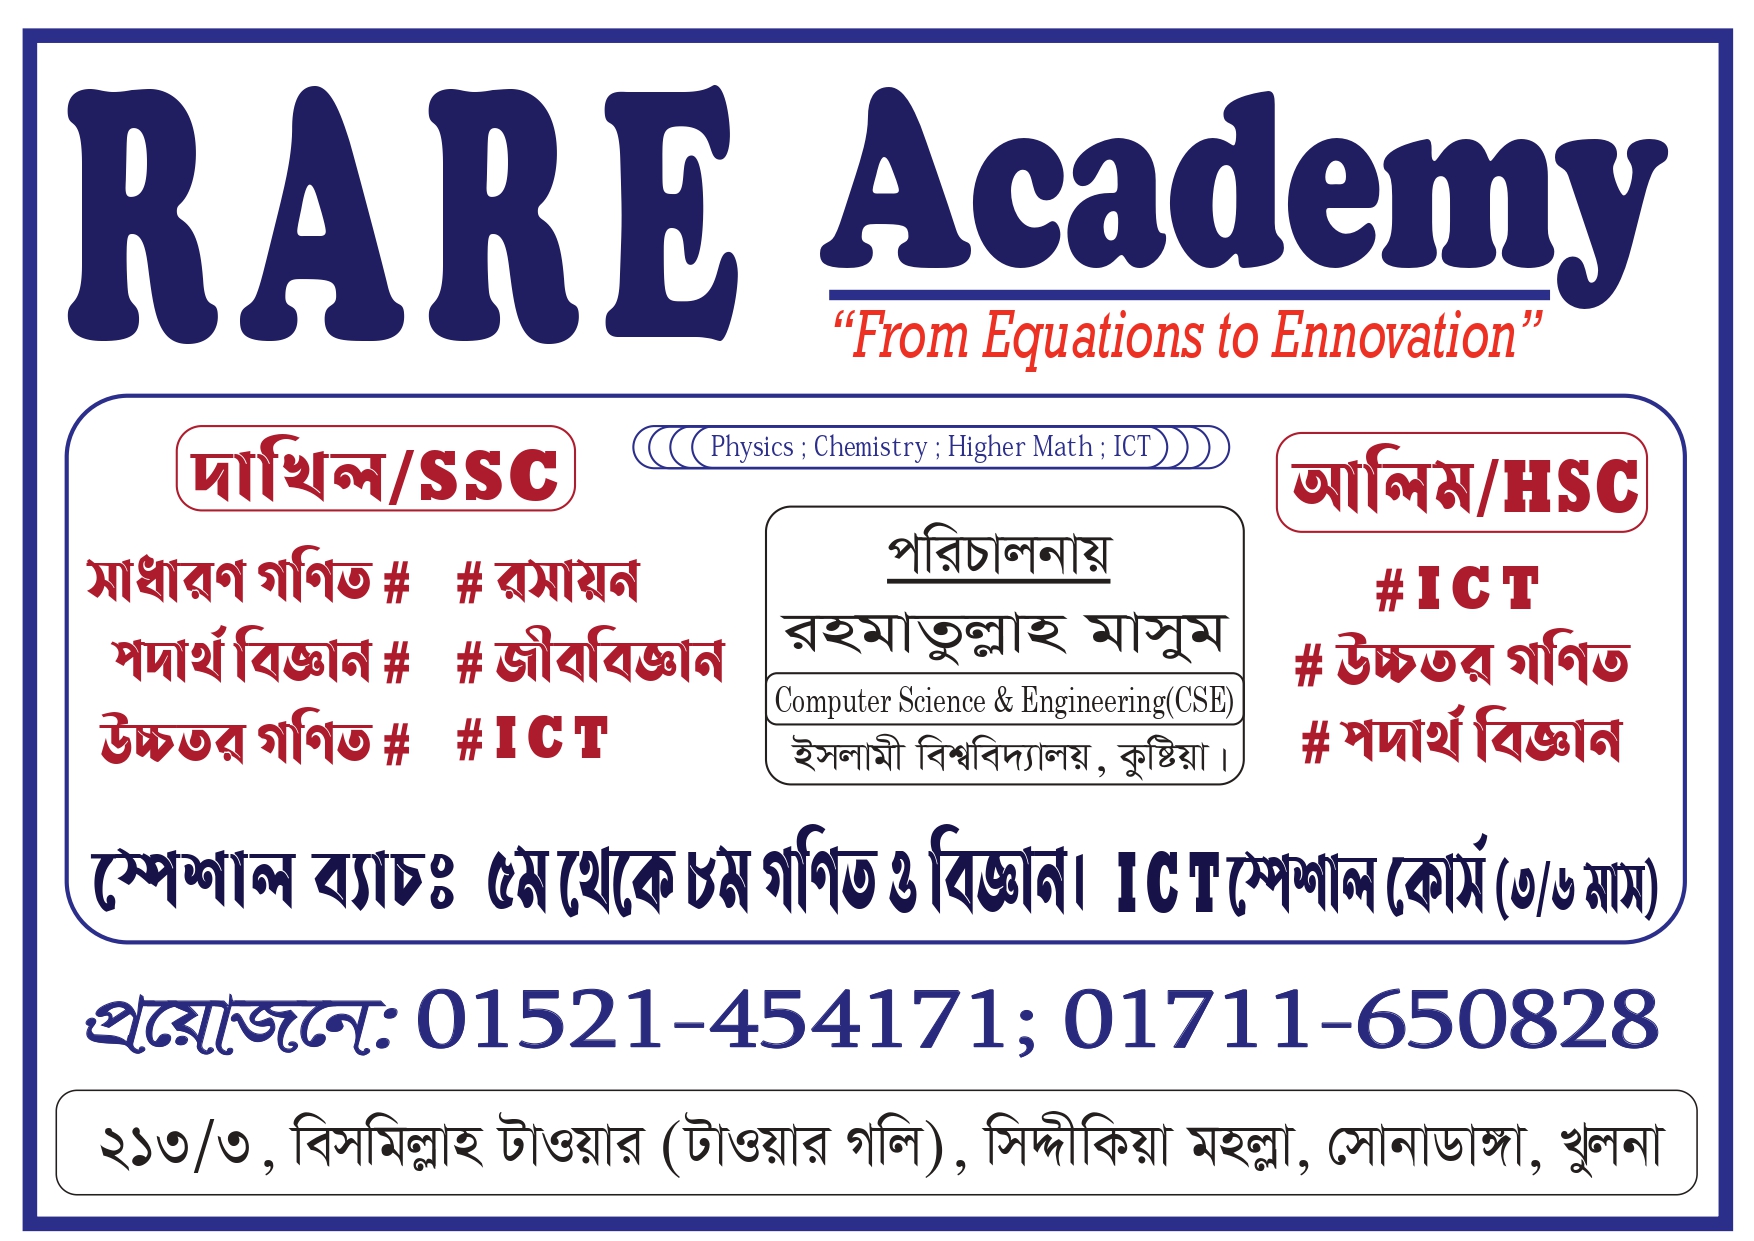 RARE Academy
“From Equations to Ennovation”
দাখিল/SSC
সাধারণ গণিত # # রসায়ন
পদার্থ বিজ্ঞান # # জীববিজ্ঞান
উচ্চতর গণিত # # ICT
Physics ; Chemistry ; Higher Math ; ICT
পরিচালনায়
রহমাতুল্লাহ মাসুম
Computer Science & Engineering(CSE)
ইসলামী বিশ্ববিদ্যালয়, কুষ্টিয়া।
আলিম/HSC
# ICT
# উচ্চতর গণিত
# পদার্থ বিজ্ঞান
স্পেশাল ব্যাচঃ ৫ম থেকে ৮ম গণিত ও বিজ্ঞান। ICT স্পেশাল কোর্স (৩/৬ মাস)
প্রয়োজনে: 01521-454171; 01711-650828
২১৩/৩, বিসমিল্লাহ টাওয়ার (টাওয়ার গলি), সিদ্দীকিয়া মহল্লা, সোনাডাঙ্গা, খুলনা